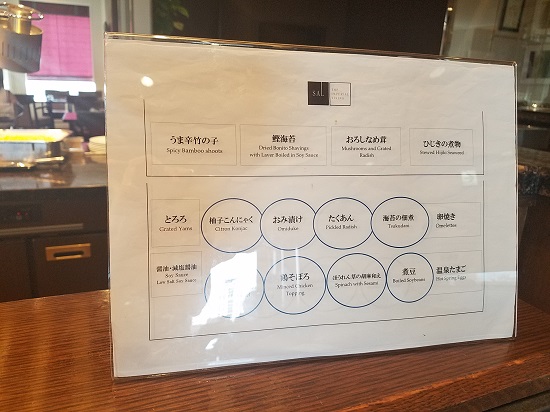 SAL
うま辛竹の子
Spicy Bamboo shoots
鰹海苔
Dried Bonito Shavings
with Laver Boiled in Soy Sauce
おろしなめ茸
Mushrooms and Grated
Radish
ひじきの煮物
Stewed Hijiki Seaweed
とろろ
Grated Yams
柚子こんにゃく
Citron Konjac
おみ漬け
Omiduke
たくあん
Pickled Radish
海苔の佃煮
Tsukudani
卵焼き
Omelettes
醤油・減塩醤油
Soy Sauce
Low Salt Soy Sauce
鶏そぼろ
Minced Chicken
Topping
ほうれん草の胡麻和え
Spinach with Sesame
煮豆
Boiled Soybeans
温泉たまご
Hot Spring Eggs